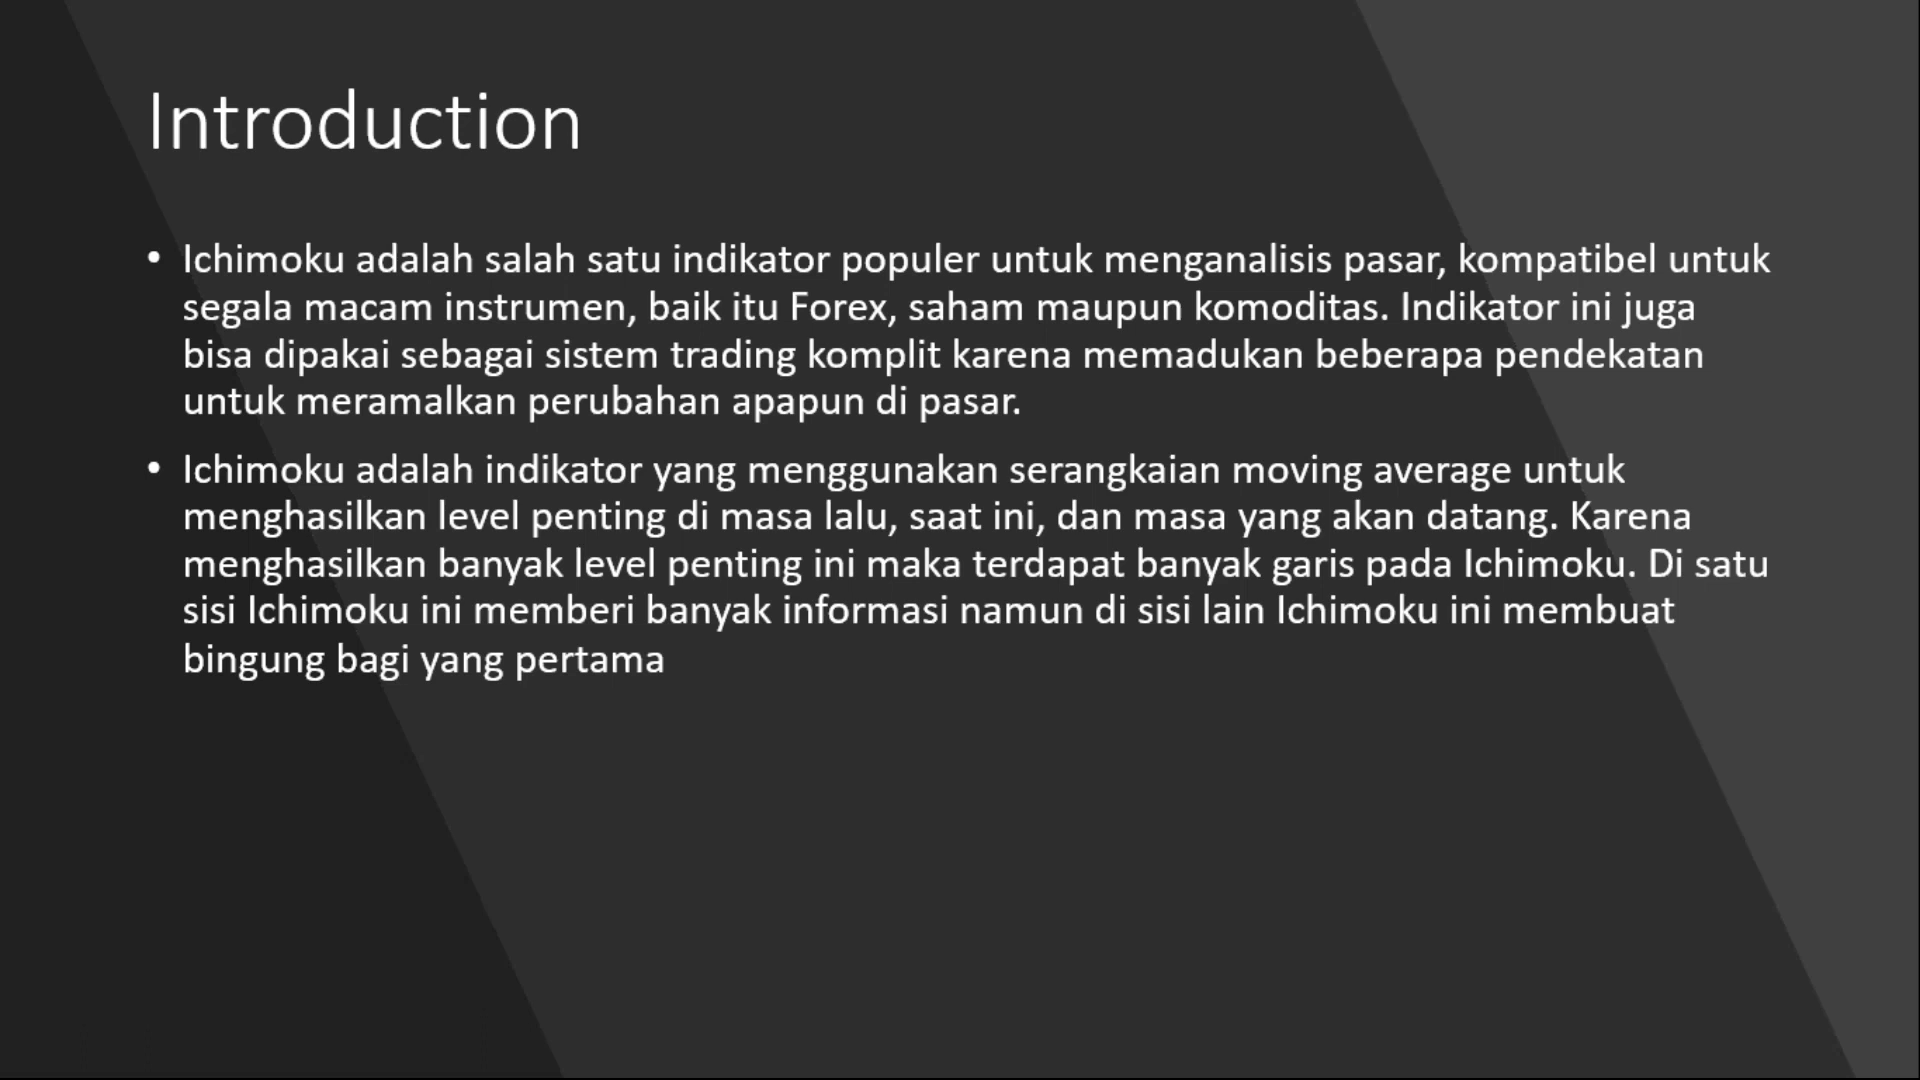 Introduction
• Ichimoku adalah salah satu indikator populer untuk menganalisis pasar, kompatibel untuk
segala macam instrumen, baik itu Forex, saham maupun komoditas. Indikator ini juga
bisa dipakai sebagai sistem trading komplit karena memadukan beberapa pendekatan
untuk meramalkan perubahan apapun di pasar.
• Ichimoku adalah indikator yang menggunakan serangkaian moving average untuk
menghasilkan level penting di masa lalu, saat ini, dan masa yang akan datang. Karena
menghasilkan banyak level penting ini maka terdapat banyak garis pada Ichimoku. Di satu
sisi Ichimoku ini memberi banyak informasi namun di sisi lain Ichimoku ini membuat
bingung bagi yang pertama